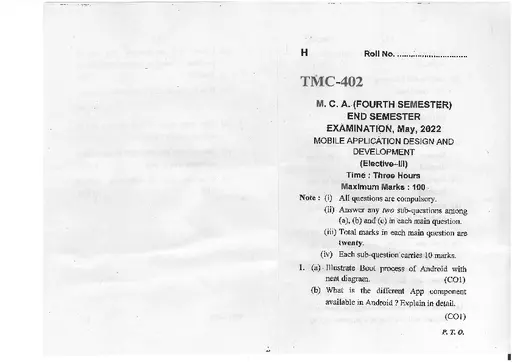 H Roll No. ..............................
TMC-402
M. C. A. (FOURTH SEMESTER)
END SEMESTER
EXAMINATION, May, 2022
MOBILE APPLICATION DESIGN AND
DEVELOPMENT
(Elective–III)
Time : Three Hours
Maximum Marks : 100
Note : (i) All questions are compulsory.
(ii) Answer any two sub-questions among
(a), (b) and (c) in each main question.
(iii) Total marks in each main question are
twenty.
(iv) Each sub-question carries 10 marks.
1. (a) Illustrate Boot process of Android with
neat diagram. (CO1)
(b) What is the different App component
available in Android ? Explain in detail.
(CO1)
P. T. O.